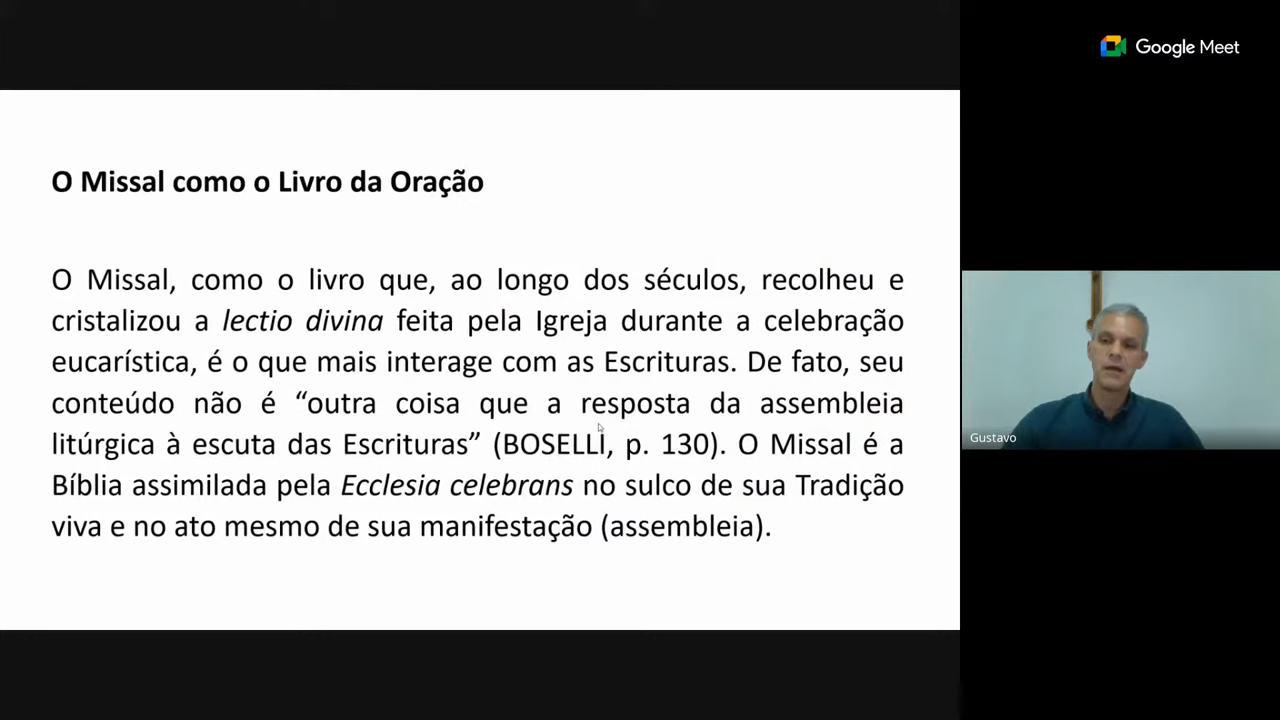 Google Meet
O Missal como o Livro da Oração
O Missal, como o livro que, ao longo dos séculos, recolheu e
cristalizou a lectio divina feita pela Igreja durante a celebração
eucarística, é o que mais interage com as Escrituras. De fato, seu
conteúdo não é “outra coisa que a resposta da assembleia
litúrgica à escuta das Escrituras” (BOSELLI, p. 130). O Missal é a
Bíblia assimilada pela Ecclesia celebrans no sulco de sua Tradição
viva e no ato mesmo de sua manifestação (assembleia).
Gustavo